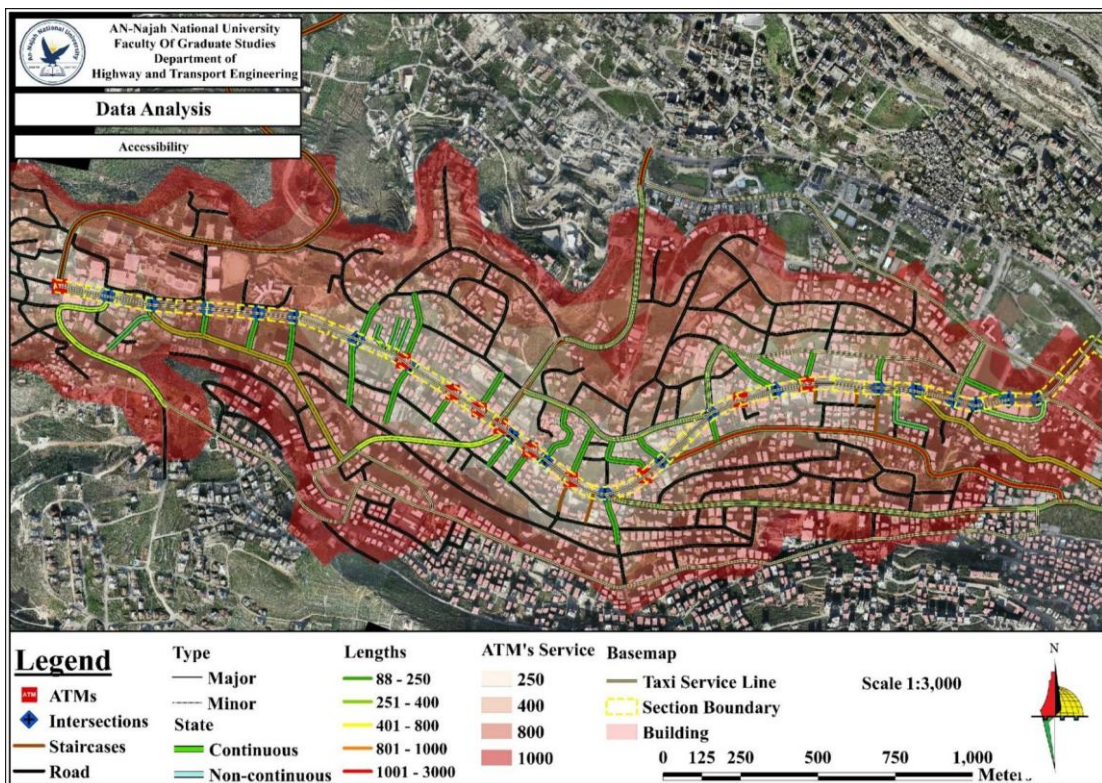 AN-Najah National University
Faculty Of Graduate Studies
Department of
Highway and Transport Engineering
Data Analysis
Accessibility
Legend
ATM ATMs
Intersections
Staircases
Road
Type
Major
Minor
State
Continuous
Non-continuous
Lengths
88 - 250
251 - 400
401 - 800
801 - 1000
1001 - 3000
ATM's Service
250
400
800
1000
Basemap
Taxi Service Line
Section Boundary
Building
Scale 1:3,000
N
0 125 250 500 750 1,000
Meters